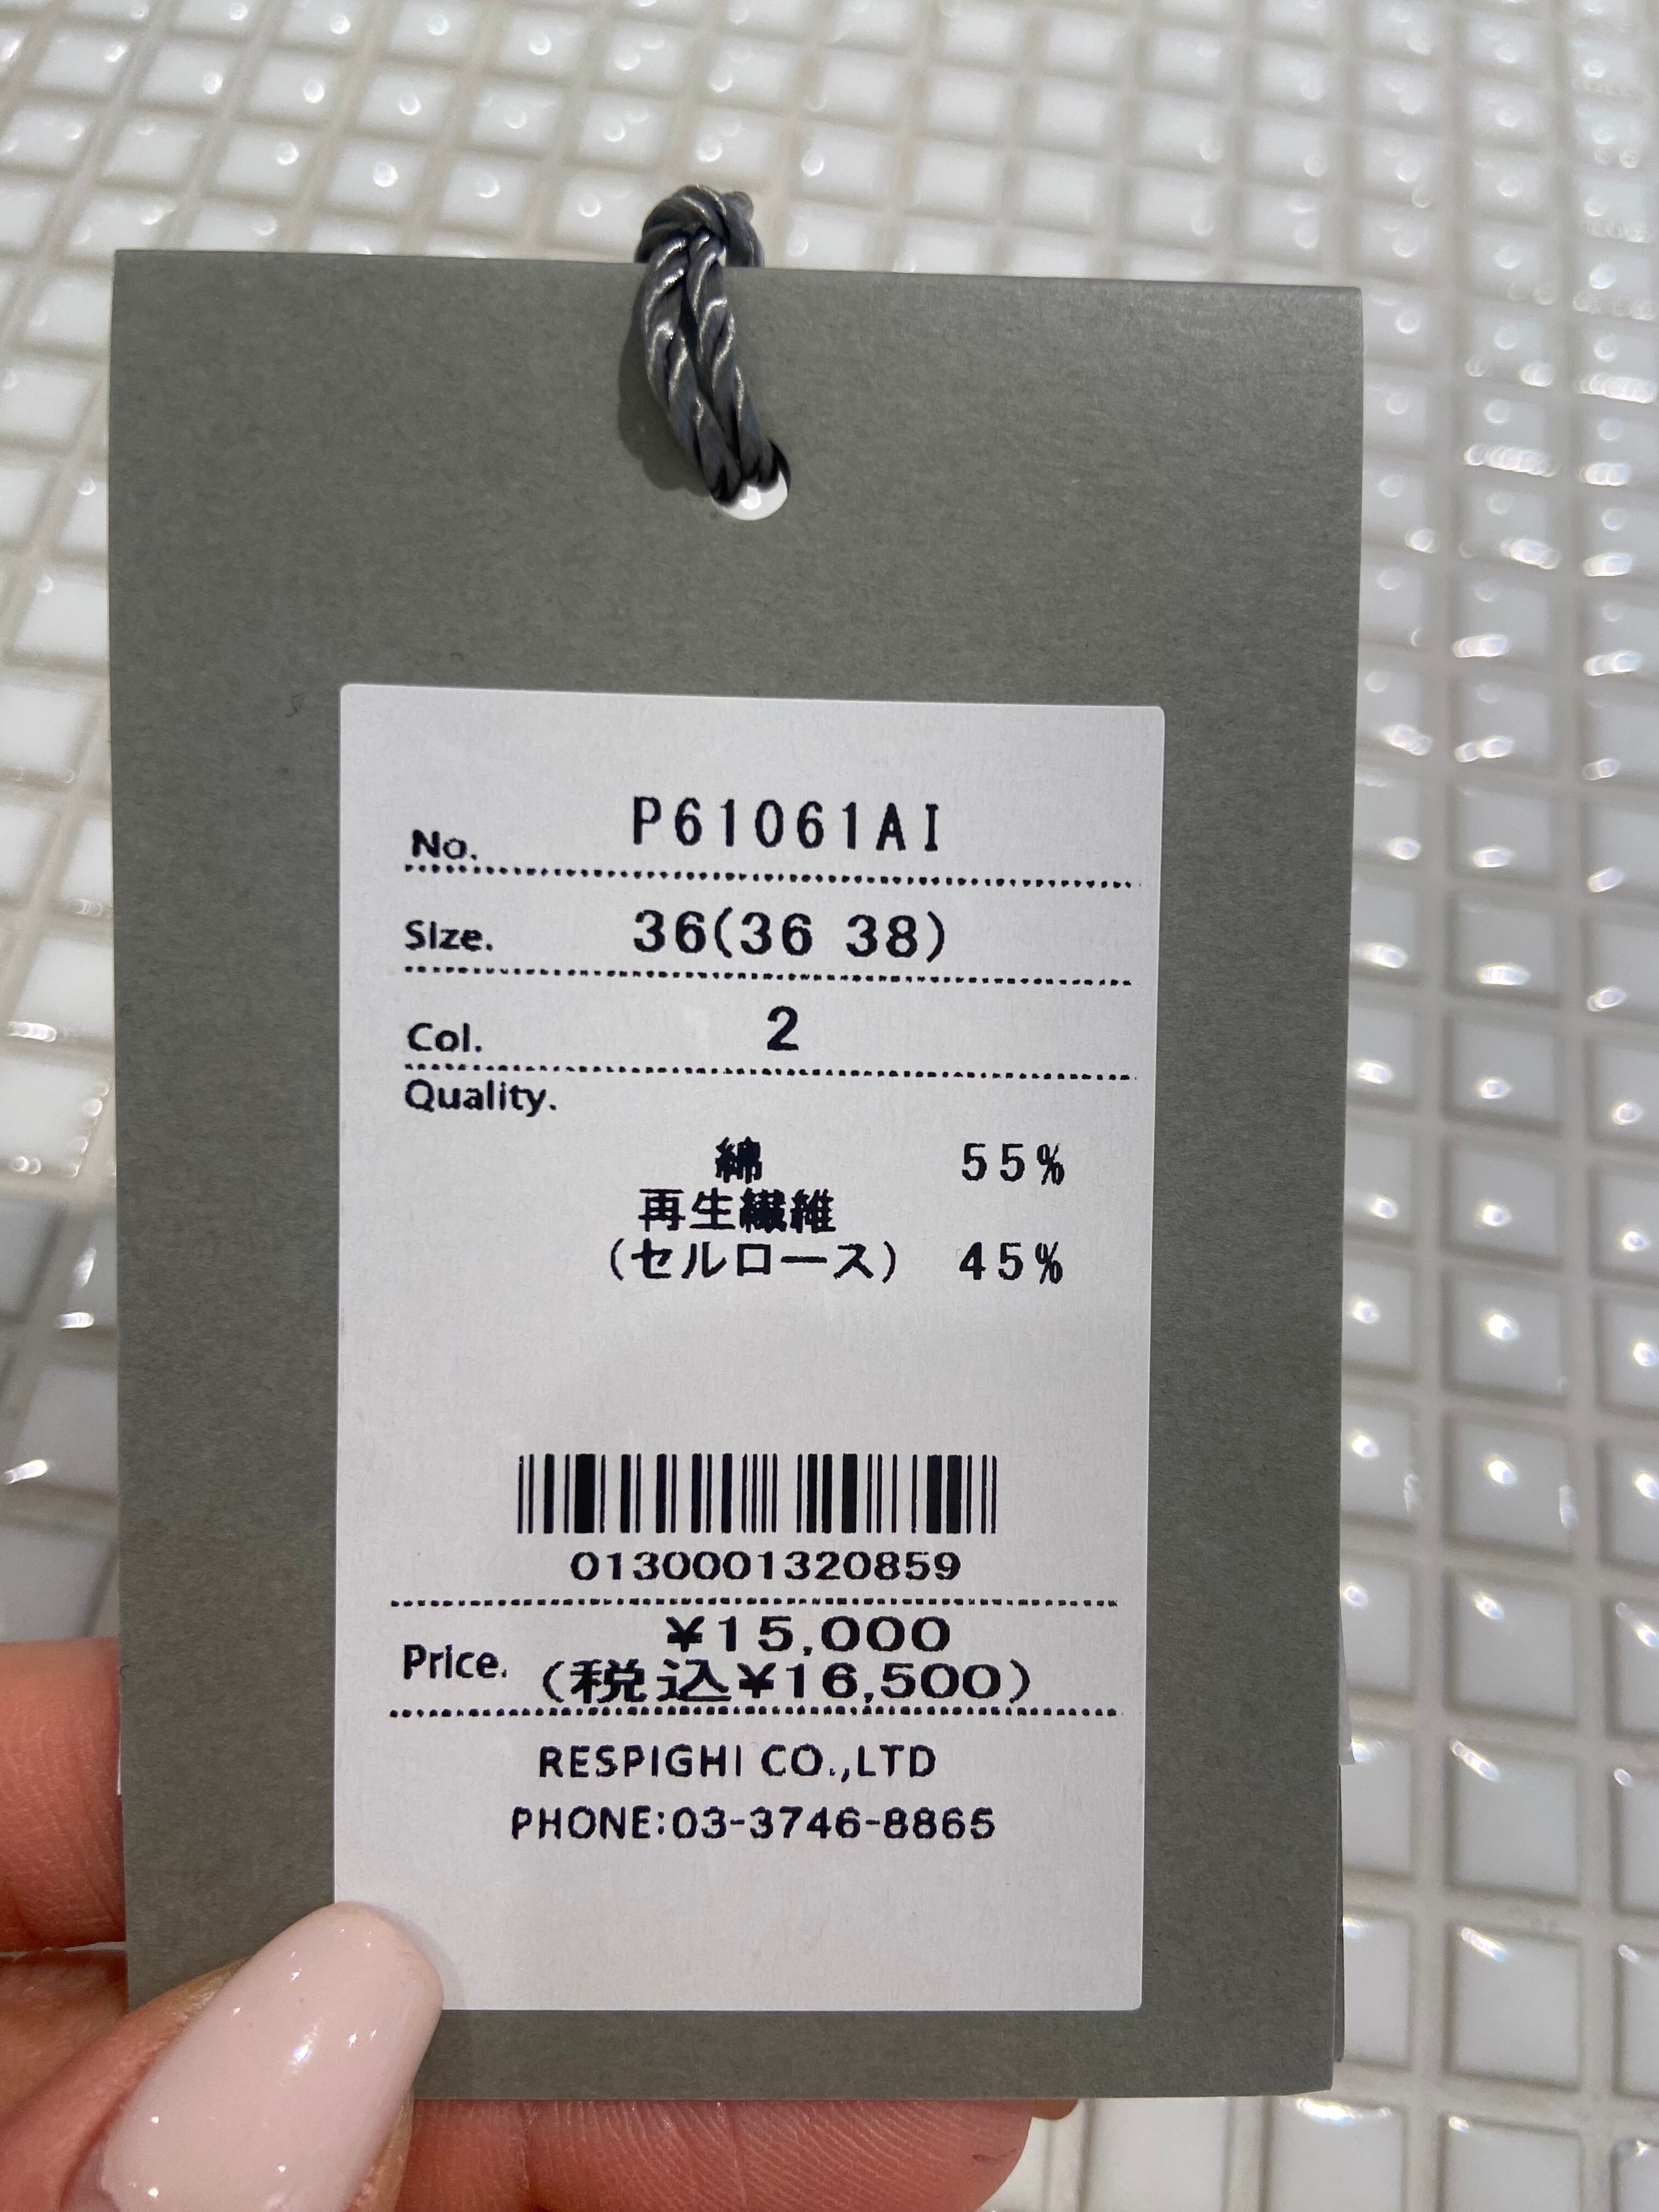 No. P61061AI
Size. 36(36 38)
Col. 2
Quality.
綿 55%
再生繊維
(セルロース) 45%
0130001320859
¥15,000
Price. (税込¥16,500)
RESPIGHI CO.,LTD
PHONE:03-3746-8865